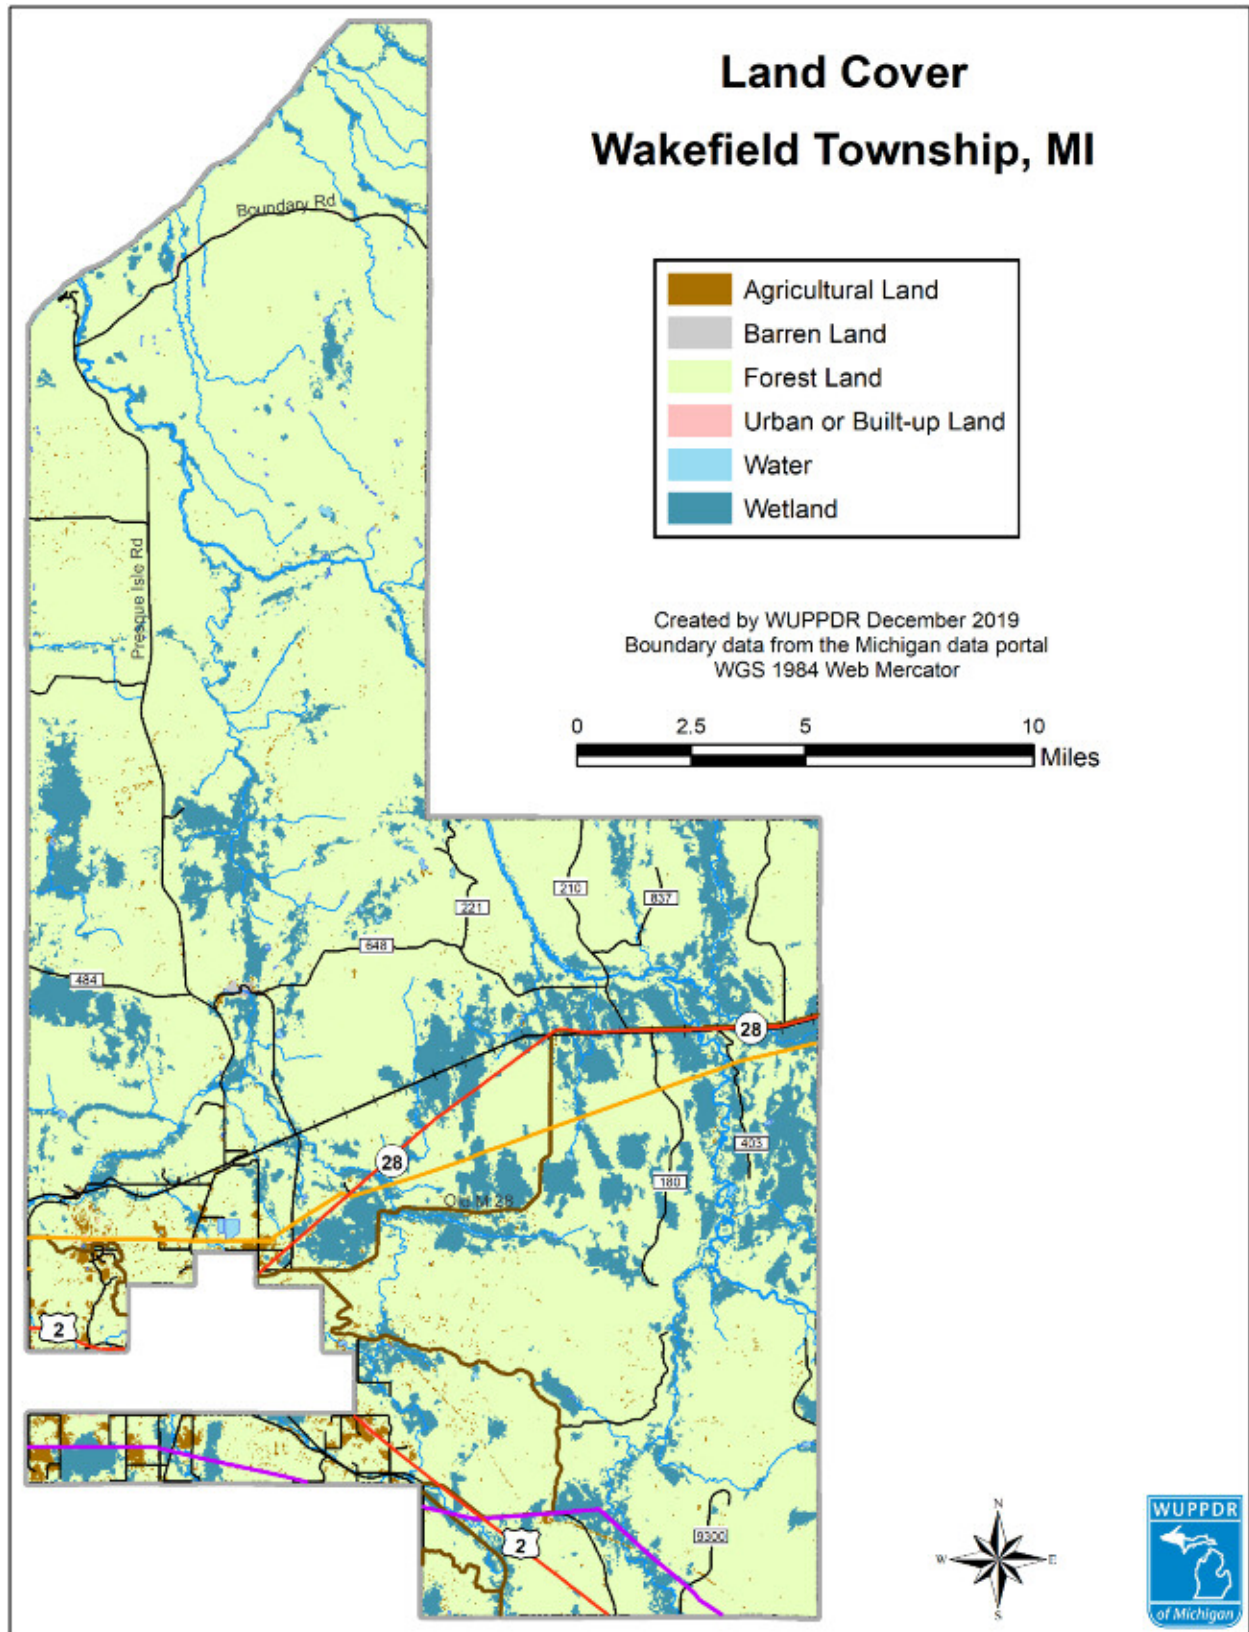 Land Cover
Wakefield Township, MI
Boundary Rd
Agricultural Land
Barren Land
Forest Land
Urban or Built-up Land
Water
Wetland
Presque Isle Rd
Created by WUPPDR December 2019
Boundary data from the Michigan data portal
WGS 1984 Web Mercator
0 2.5 5 10
Miles
210
837
221
648
484
28
403
28
180
Old M 28
2
2
9300
N
W E
S
WUPPDR
of Michigan